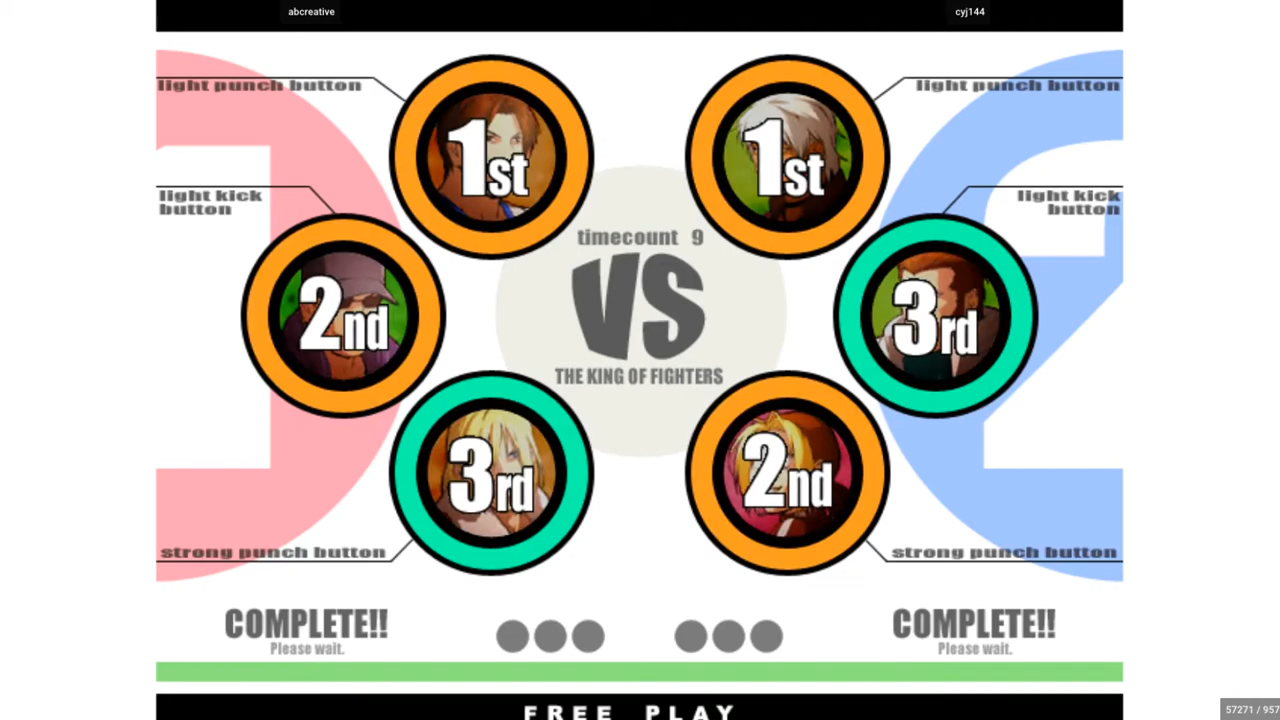 abcreative
cyj144
light punch button
light punch button
1st
1st
light kick
button
light kick
button
timecount 9
VS
THE KING OF FIGHTERS
2nd
3rd
3rd
2nd
strong punch button
strong punch button
COMPLETE!!
Please wait.
COMPLETE!!
Please wait.
FREE PLAY
57271 / 957